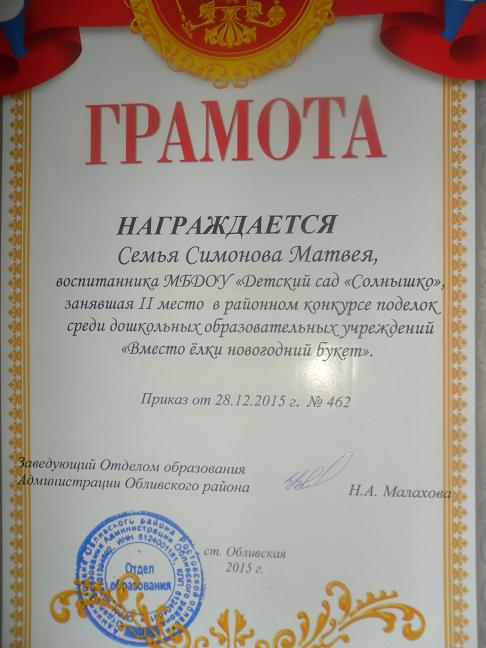 ГРАМОТА
НАГРАЖДАЕТСЯ
Семья Симонова Матвея,
воспитанника МБДОУ «Детский сад «Солнышко»,
занявшая II место в районном конкурсе поделок
среди дошкольных образовательных учреждений
«Вместо ёлки новогодний букет».
Приказ от 28.12.2015 г. № 462
Заведующий Отделом образования
Администрации Обливского района
Н.А. Малахова
Отдел
образования
ст. Обливская
2015 г.